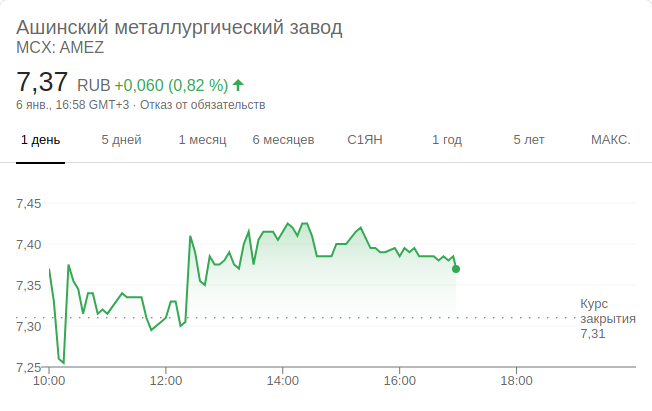 Ашинский металлургический завод
MCX: AMEZ
7,37 RUB +0,060 (0,82 %)
6 янв., 16:58 GMT+3 · Отказ от обязательств
1 день 5 дней 1 месяц 6 месяцев С1ЯН 1 год 5 лет МАКС.
7,45
7,40
7,35
Курс
закрытия
7,31
7,30
7,25
10:00 12:00 14:00 16:00 18:00